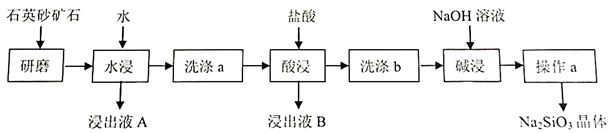 石英砂矿石 水 盐酸 NaOH 溶液
研磨 水浸 洗涤 a 酸浸 洗涤 b 碱浸 操作 a
浸出液 A 浸出液 B Na₂SiO₃ 晶体